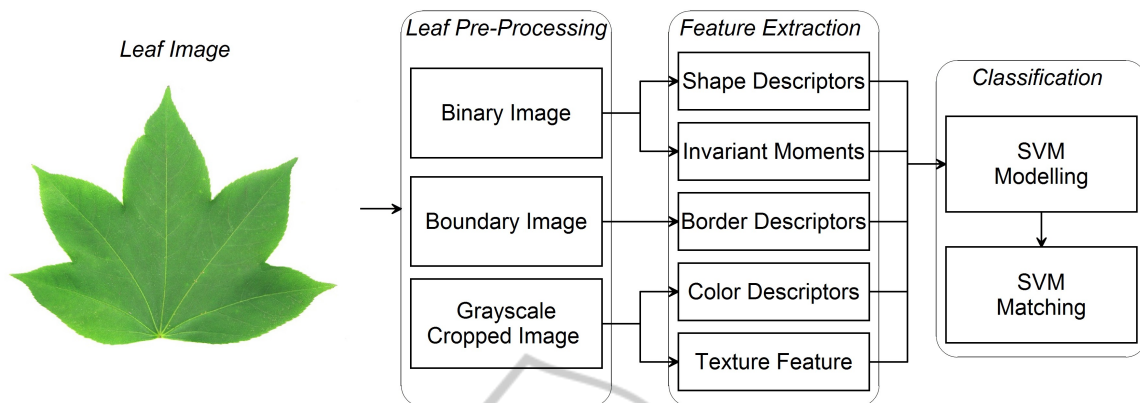 Leaf Image
Leaf Pre-Processing
Binary Image
Boundary Image
Grayscale
Cropped Image
Feature Extraction
Shape Descriptors
Invariant Moments
Border Descriptors
Color Descriptors
Texture Feature
Classification
SVM
Modelling
SVM
Matching